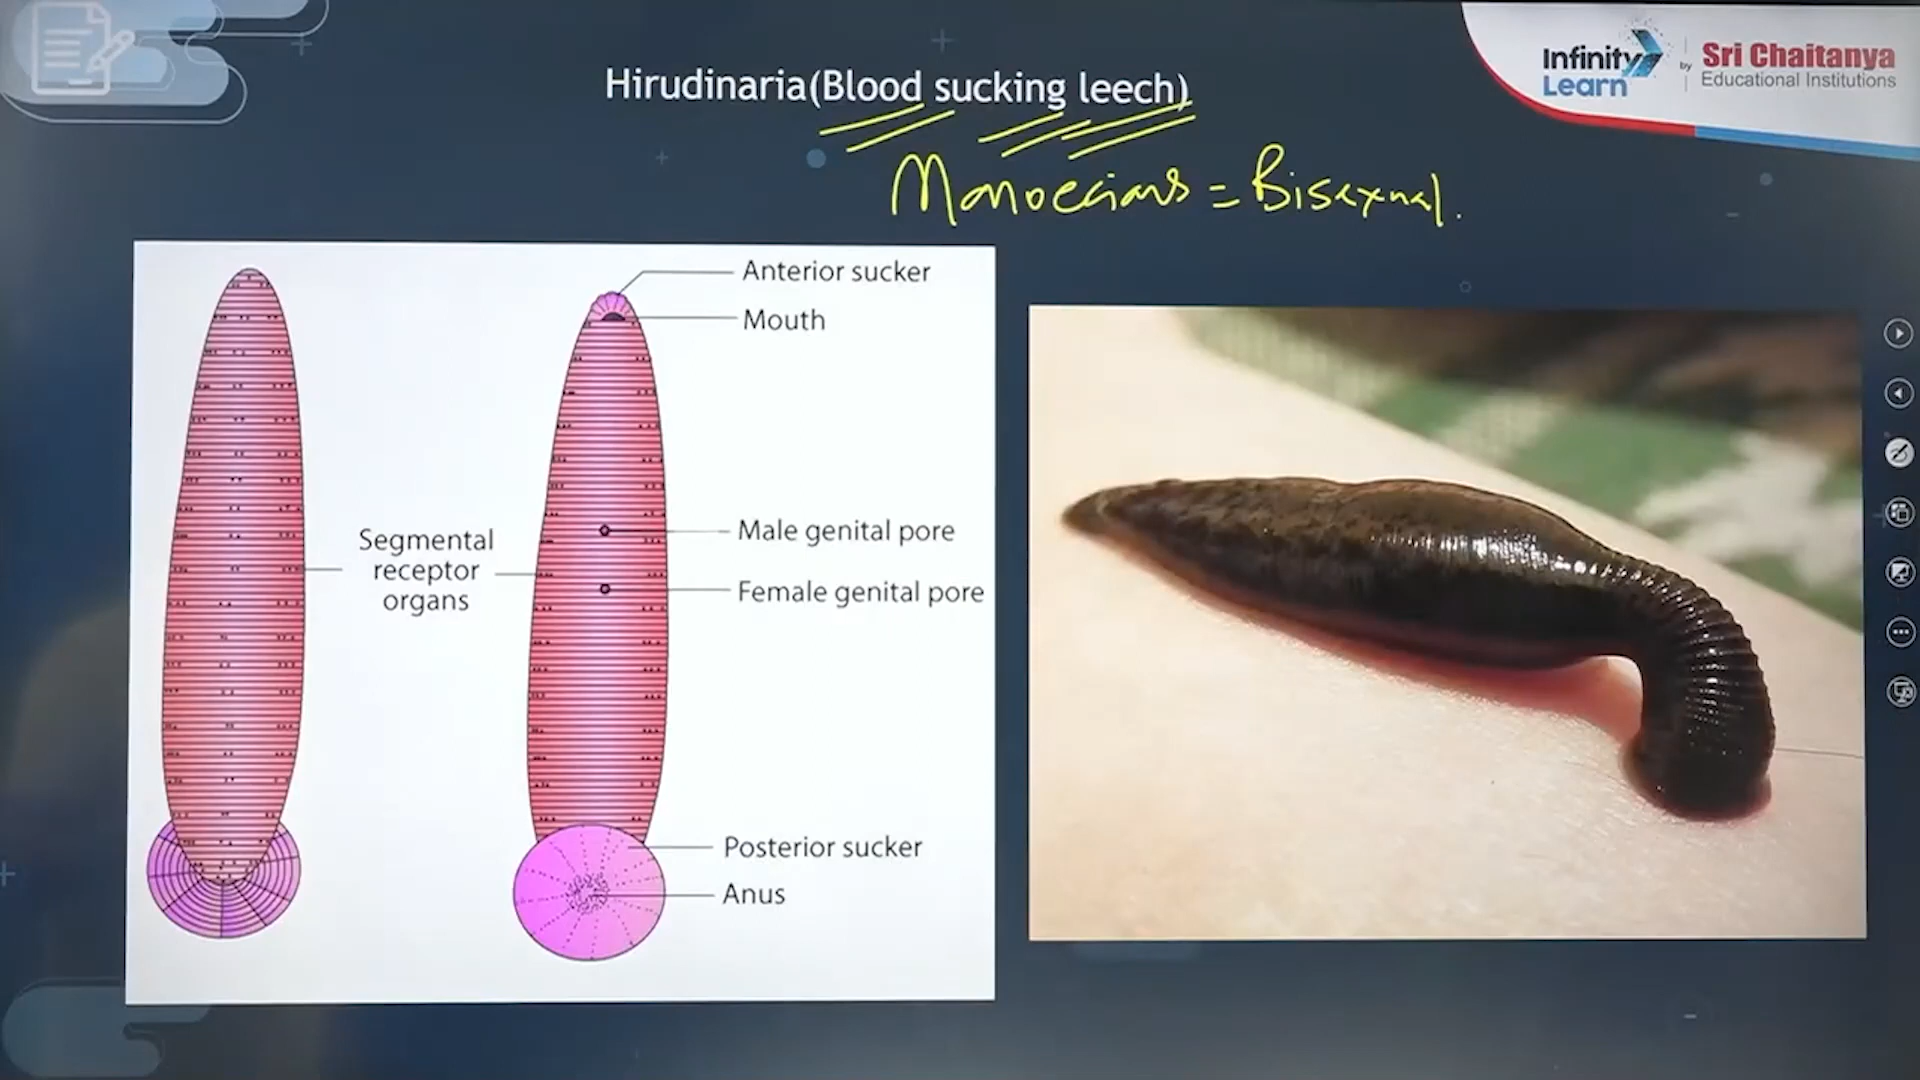 Hirudinaria(Blood sucking leech)
Infinity Learn by Sri Chaitanya
Educational Institutions
Monoecious = Bisexual.
Anterior sucker
Mouth
Segmental
receptor
organs
Male genital pore
Female genital pore
Posterior sucker
Anus